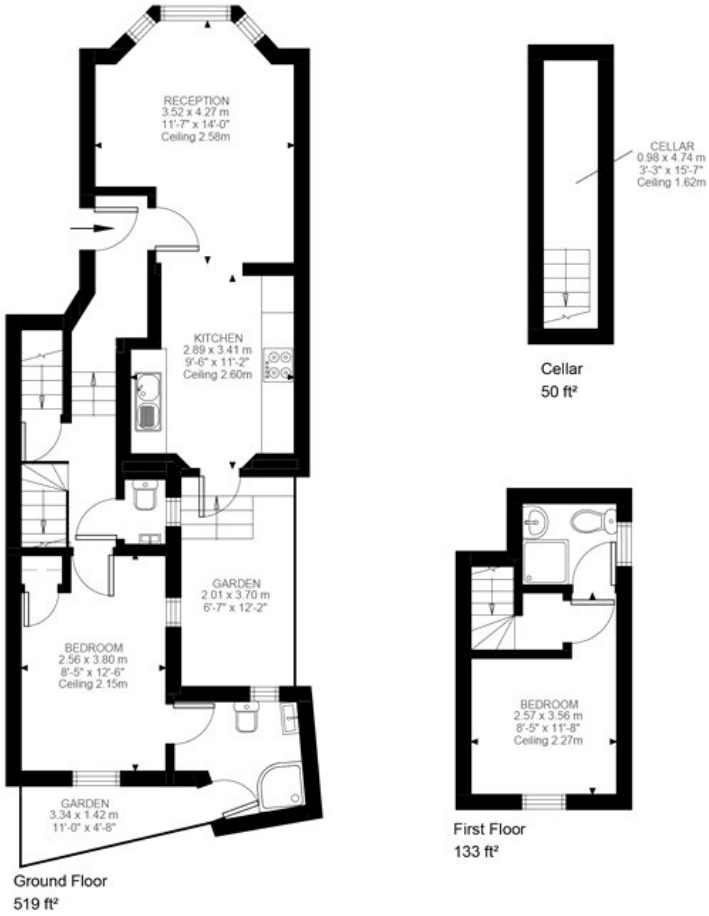 RECEPTION
3.52 x 4.27 m
11'-7" x 14'-0"
Ceiling 2.58m
CELLAR
0.98 x 4.74 m
3'-3" x 15'-7"
Ceiling 1.62m
KITCHEN
2.89 x 3.41 m
9'-6" x 11'-2"
Ceiling 2.60m
Cellar
50 ft²
GARDEN
2.01 x 3.70 m
6'-7" x 12'-2"
BEDROOM
2.56 x 3.80 m
8'-5" x 12'-6"
Ceiling 2.15m
BEDROOM
2.57 x 3.56 m
8'-5" x 11'-8"
Ceiling 2.27m
GARDEN
3.34 x 1.42 m
11'-0" x 4'-8"
First Floor
133 ft²
Ground Floor
519 ft²